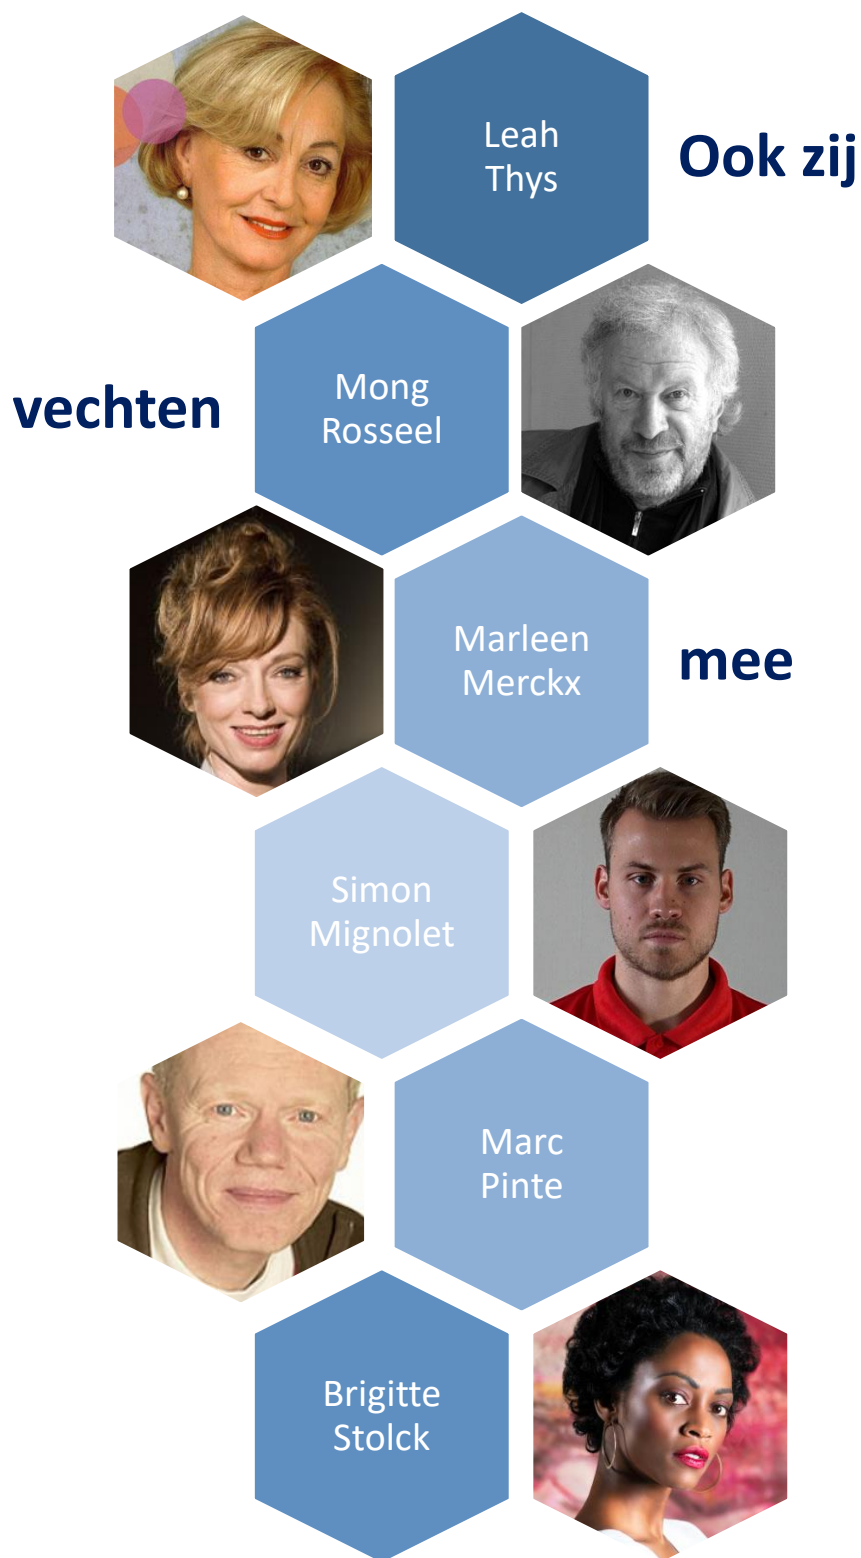 Leah
Thys
Ook zij
vechten
Mong
Rosseel
Marleen
Merckx
mee
Simon
Mignolet
Marc
Pinte
Brigitte
Stolck